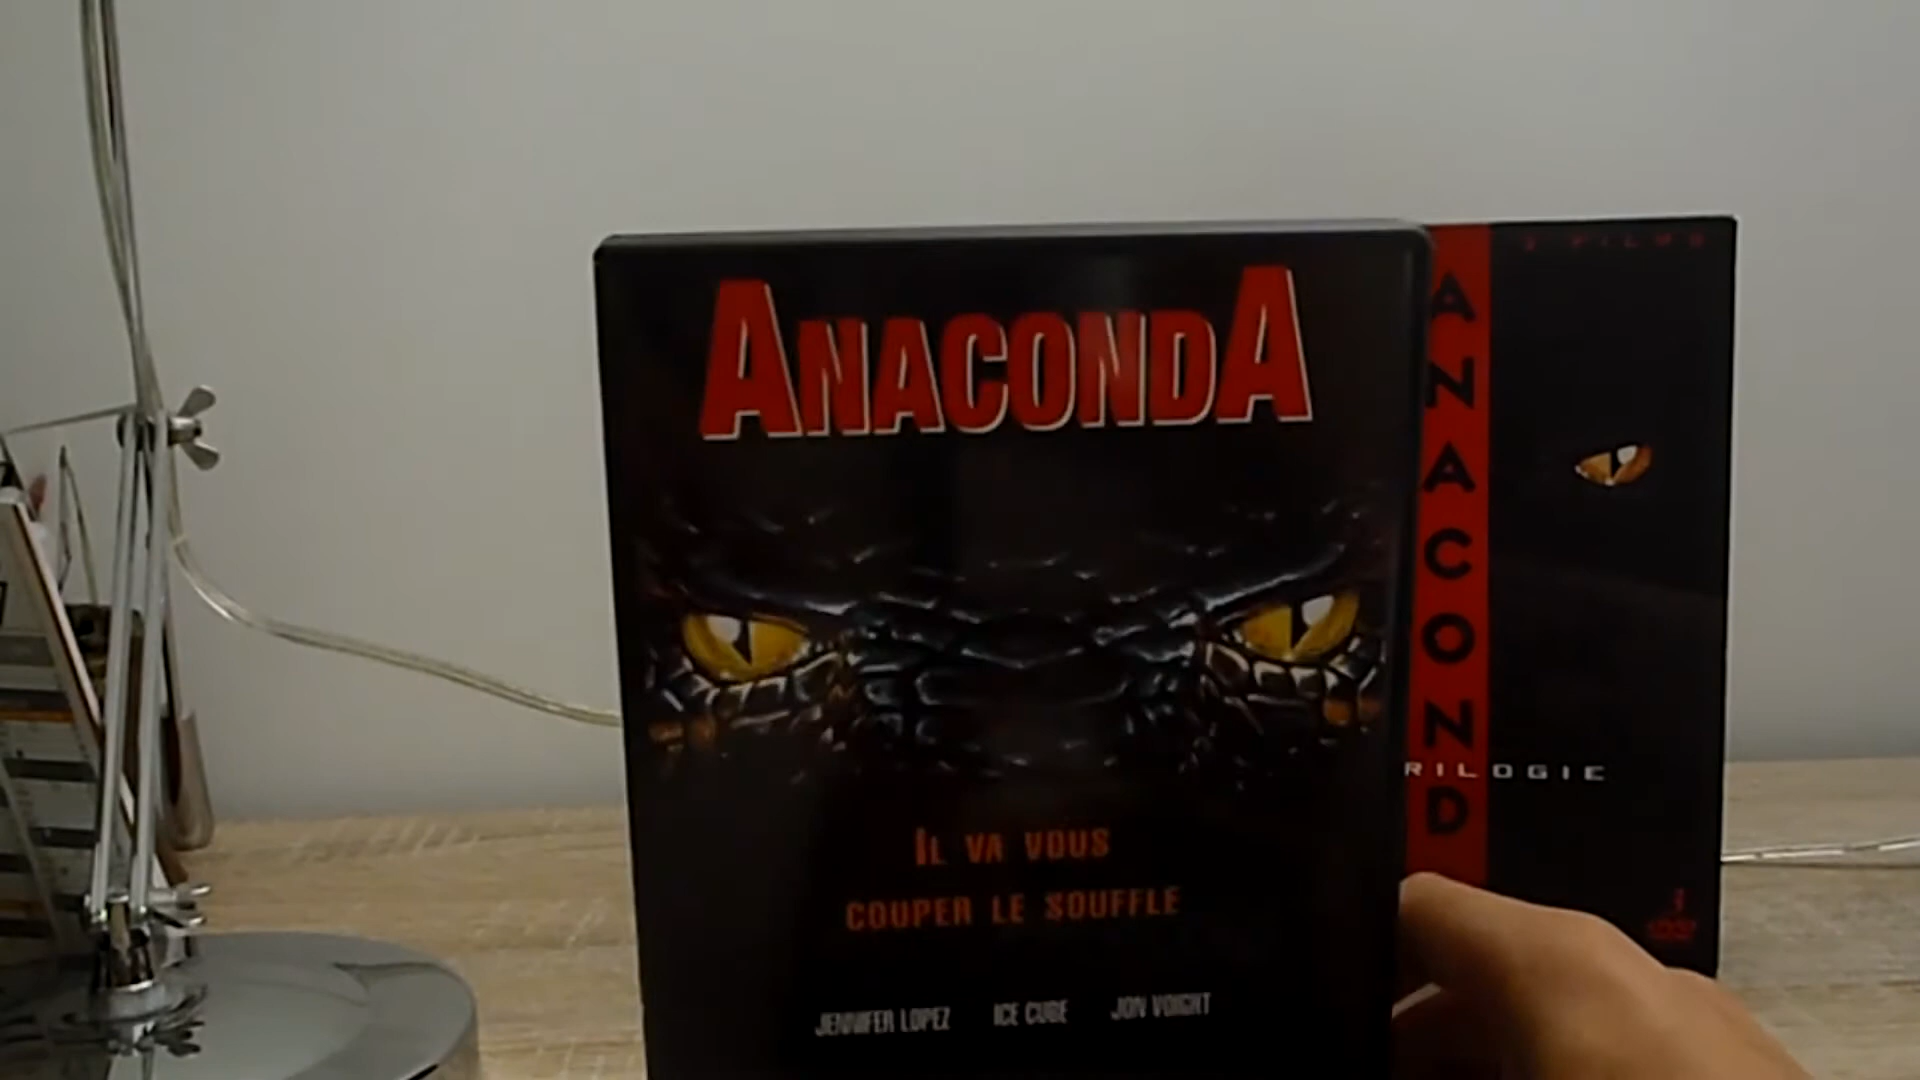 ANACONDA
IL VA VOUS
COUPER LE SOUFFLE
JENNIFER LOPEZ ICE CUBE JON VOIGHT
ANACOND
RILOGIE